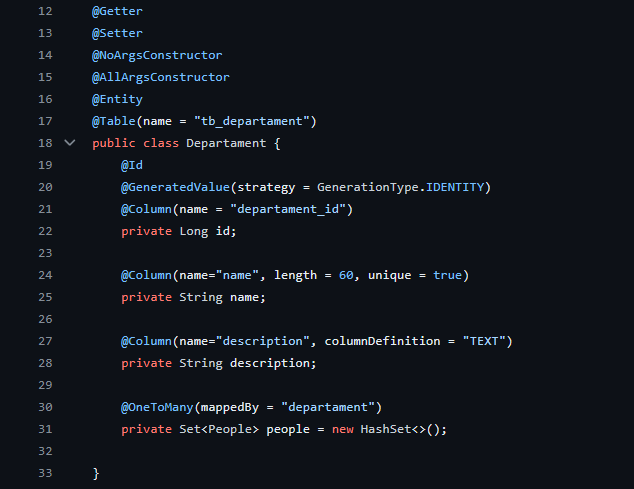 12 @Getter
13 @Setter
14 @NoArgsConstructor
15 @AllArgsConstructor
16 @Entity
17 @Table(name = "tb_departament")
18 public class Departament {
19 @Id
20 @GeneratedValue(strategy = GenerationType.IDENTITY)
21 @Column(name = "departament_id")
22 private Long id;
23
24 @Column(name="name", length = 60, unique = true)
25 private String name;
26
27 @Column(name="description", columnDefinition = "TEXT")
28 private String description;
29
30 @OneToMany(mappedBy = "departament")
31 private Set<People> people = new HashSet<>();
32
33 }